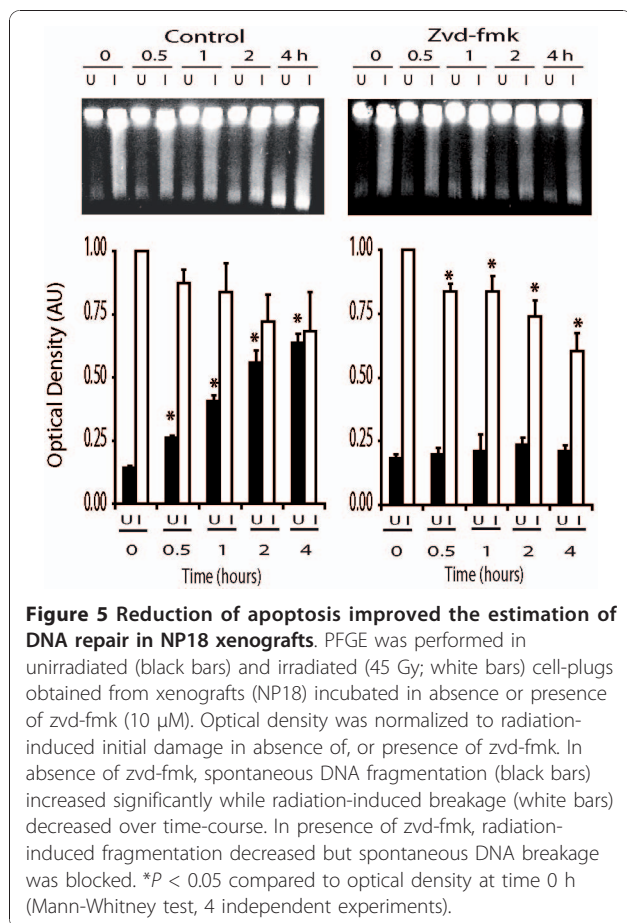 Control Zvd-fmk
0 0.5 1 2 4 h 0 0.5 1 2 4 h
U I U I U I U I U I U I U I U I U I U I
Optical Density (AU)
1.00
0.75
0.50
0.25
0.00
* * * *
U I U I U I U I U I
0 0.5 1 2 4
Time (hours)
1.00
0.75
0.50
0.25
0.00
* * * *
U I U I U I U I U I
0 0.5 1 2 4
Time (hours)
Figure 5 Reduction of apoptosis improved the estimation of
DNA repair in NP18 xenografts. PFGE was performed in
unirradiated (black bars) and irradiated (45 Gy; white bars) cell-plugs
obtained from xenografts (NP18) incubated in absence or presence
of zvd-fmk (10 μM). Optical density was normalized to radiation-
induced initial damage in absence of, or presence of zvd-fmk. In
absence of zvd-fmk, spontaneous DNA fragmentation (black bars)
increased significantly while radiation-induced breakage (white bars)
decreased over time-course. In presence of zvd-fmk, radiation-
induced fragmentation decreased but spontaneous DNA breakage
was blocked. *P < 0.05 compared to optical density at time 0 h
(Mann-Whitney test, 4 independent experiments).